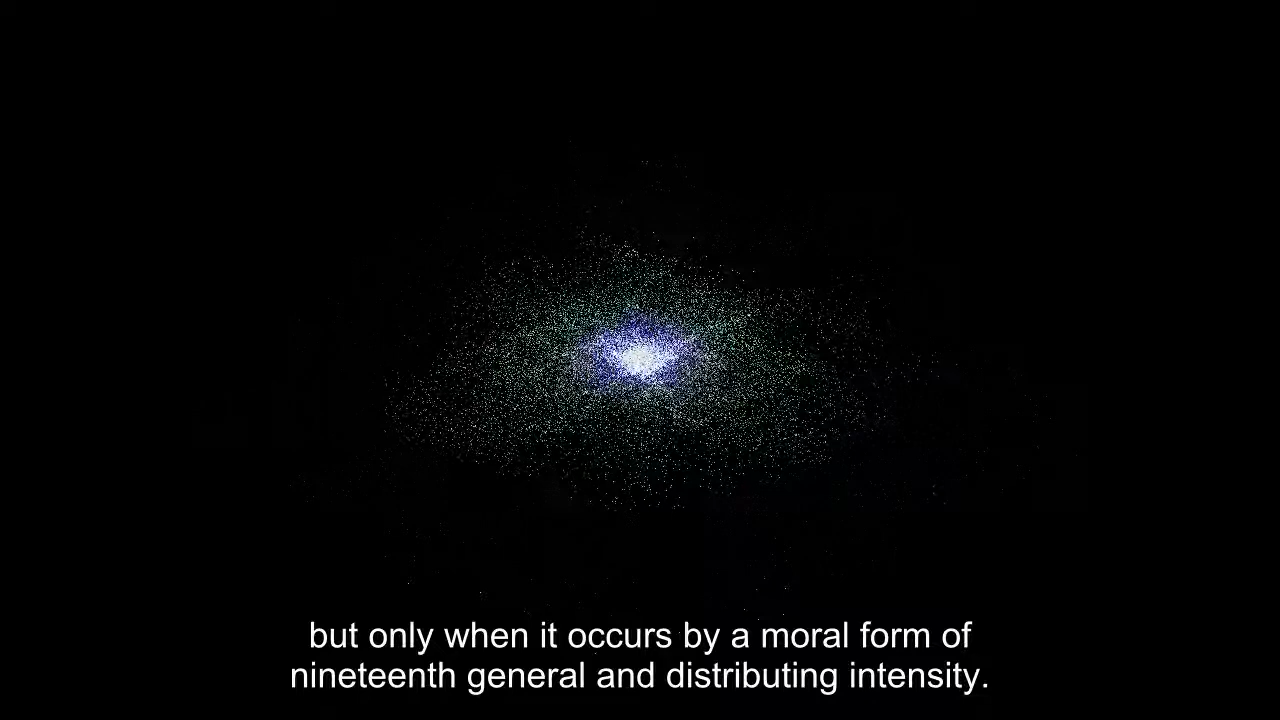 but only when it occurs by a moral form of
nineteenth general and distributing intensity.